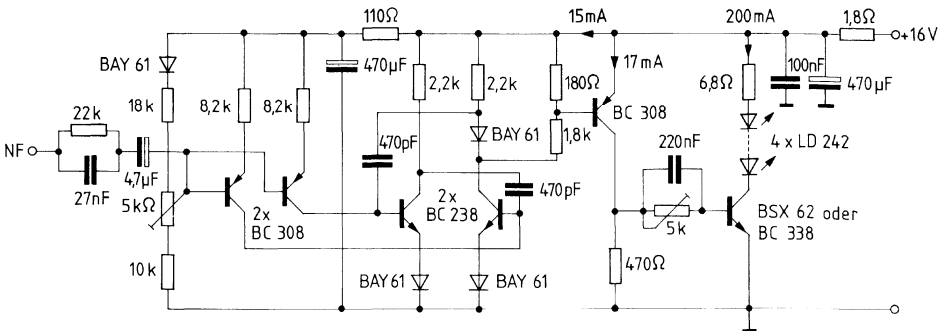 110Ω
15mA
200mA
1,8Ω
+16V
BAY 61
470µF
2,2k
2,2k
180Ω
17mA
6,8Ω
100nF
470µF
18k
8,2k
8,2k
BC 308
22k
NF
4,7µF
27nF
470pF
BAY 61
1,8k
220nF
4 x LD 242
470pF
5kΩ
2x
BC 308
2x
BC 238
5k
BSX 62 oder
BC 338
10k
BAY61
BAY 61
470Ω